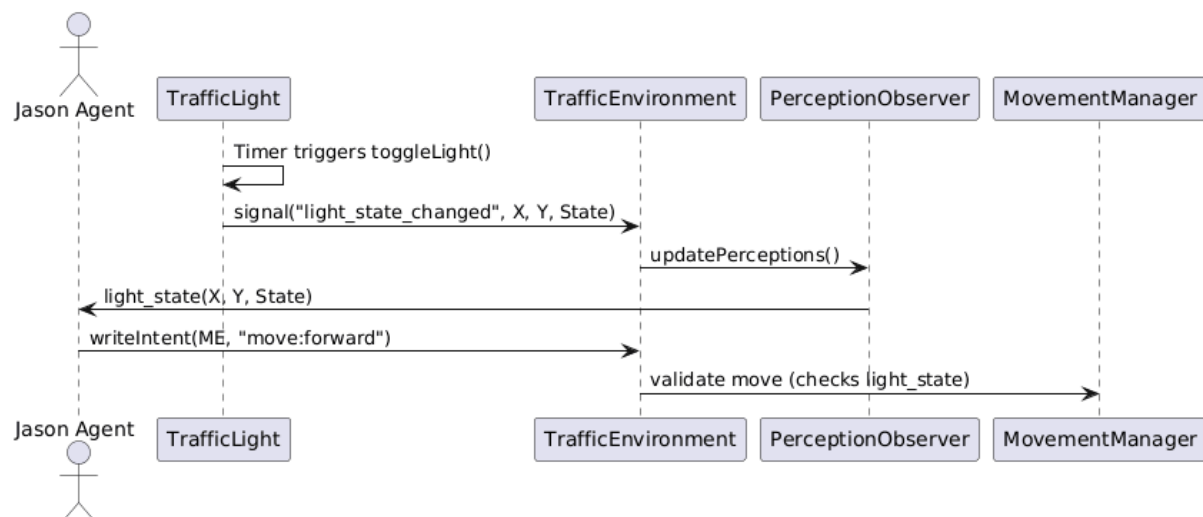 Jason Agent
TrafficLight
TrafficEnvironment
PerceptionObserver
MovementManager
Timer triggers toggleLight()
signal("light_state_changed", X, Y, State)
updatePerceptions()
light_state(X, Y, State)
writeIntent(ME, "move:forward")
validate move (checks light_state)
Jason Agent
TrafficLight
TrafficEnvironment
PerceptionObserver
MovementManager